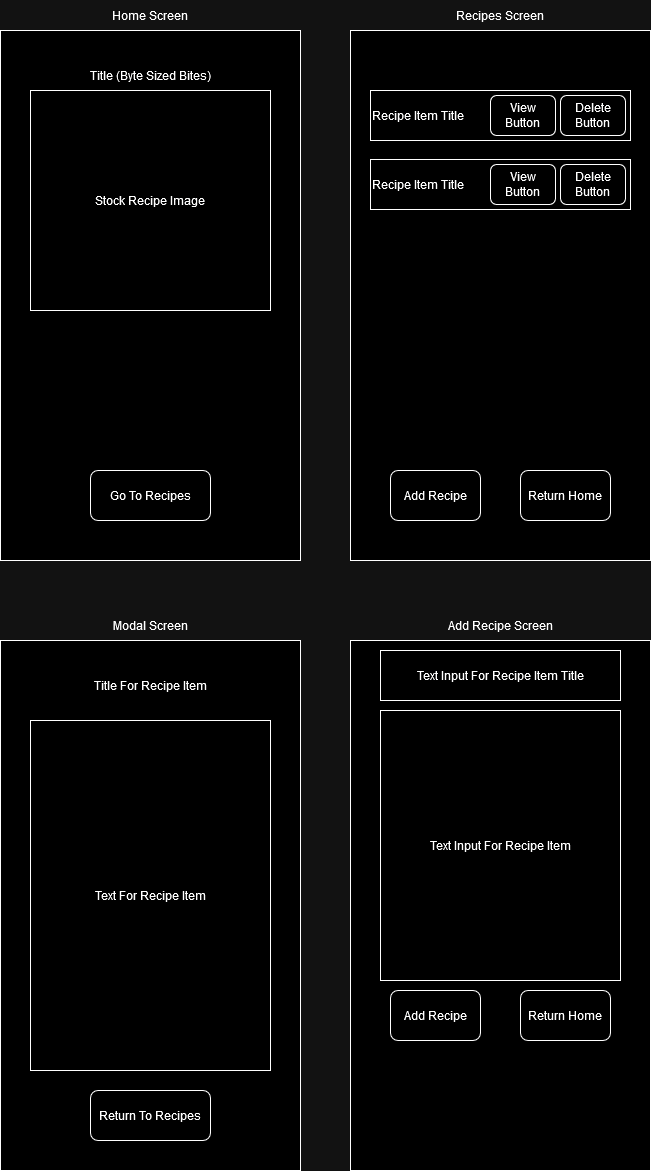 Home Screen
Title (Byte Sized Bites)
Stock Recipe Image
Go To Recipes
Recipes Screen
Recipe Item Title
View
Button
Delete
Button
Recipe Item Title
View
Button
Delete
Button
Add Recipe
Return Home
Modal Screen
Title For Recipe Item
Text For Recipe Item
Return To Recipes
Add Recipe Screen
Text Input For Recipe Item Title
Text Input For Recipe Item
Add Recipe
Return Home